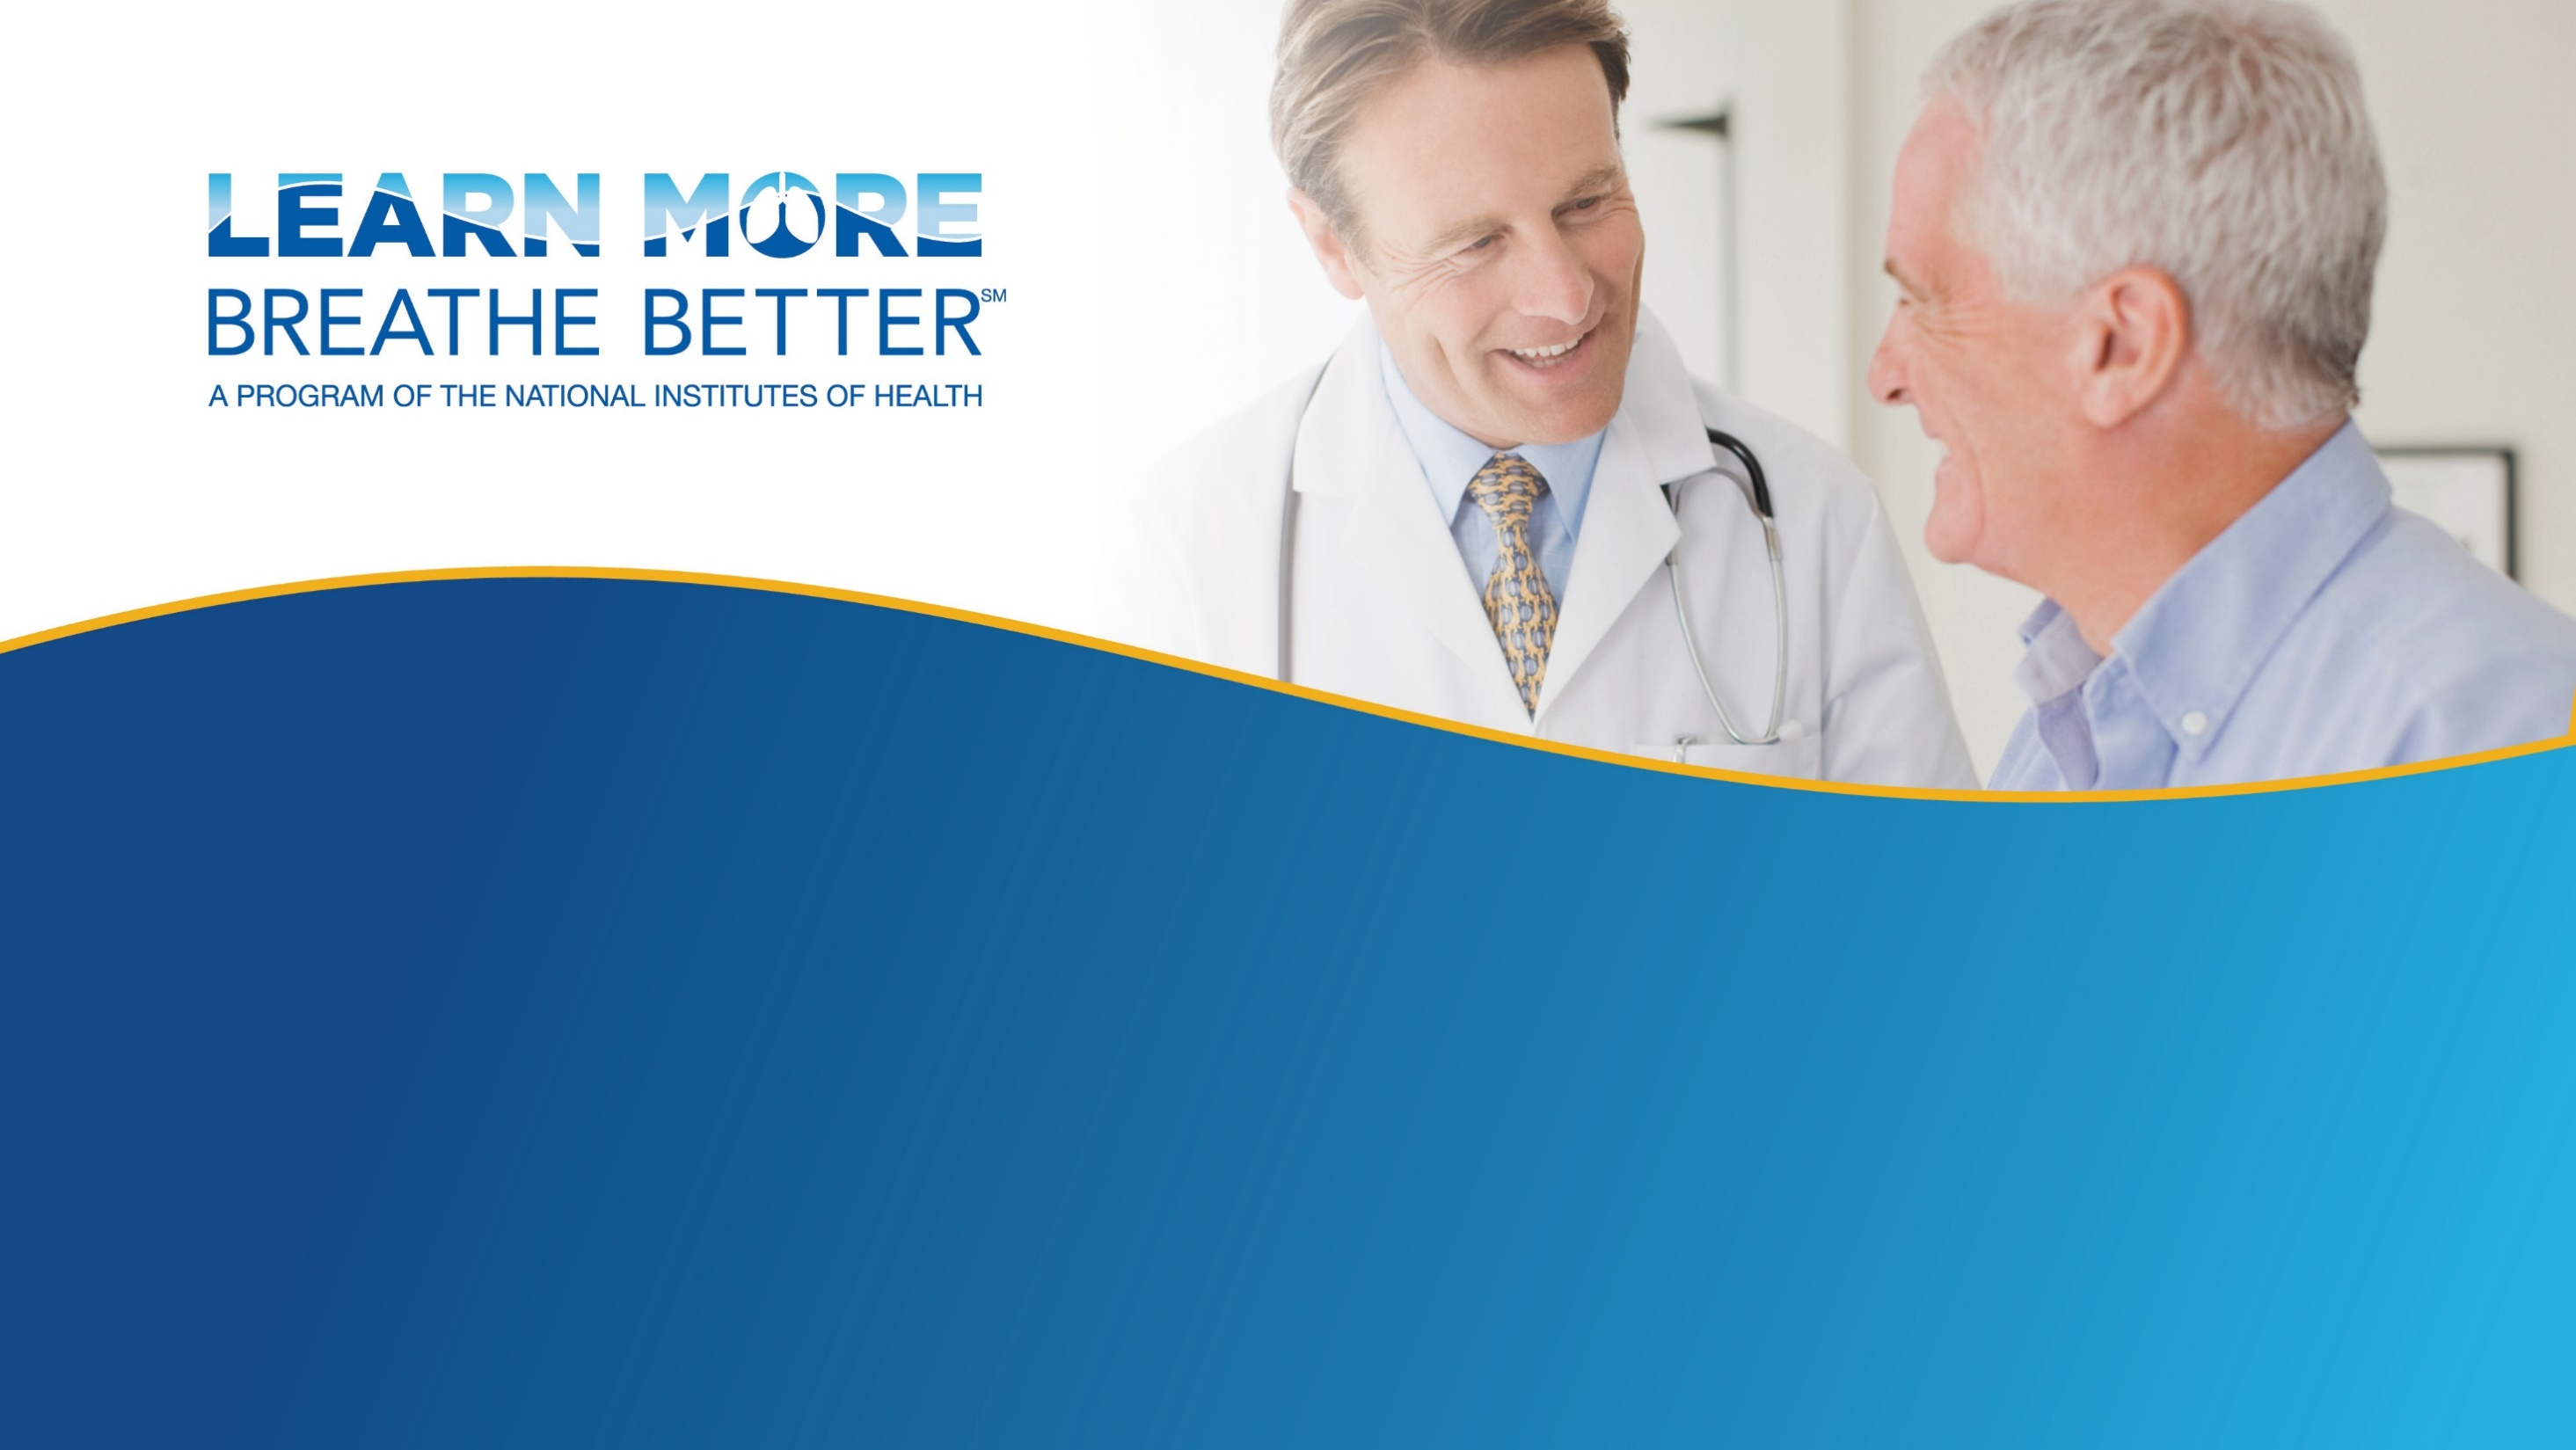 LEARN MORE
BREATHE BETTER℠
A PROGRAM OF THE NATIONAL INSTITUTES OF HEALTH